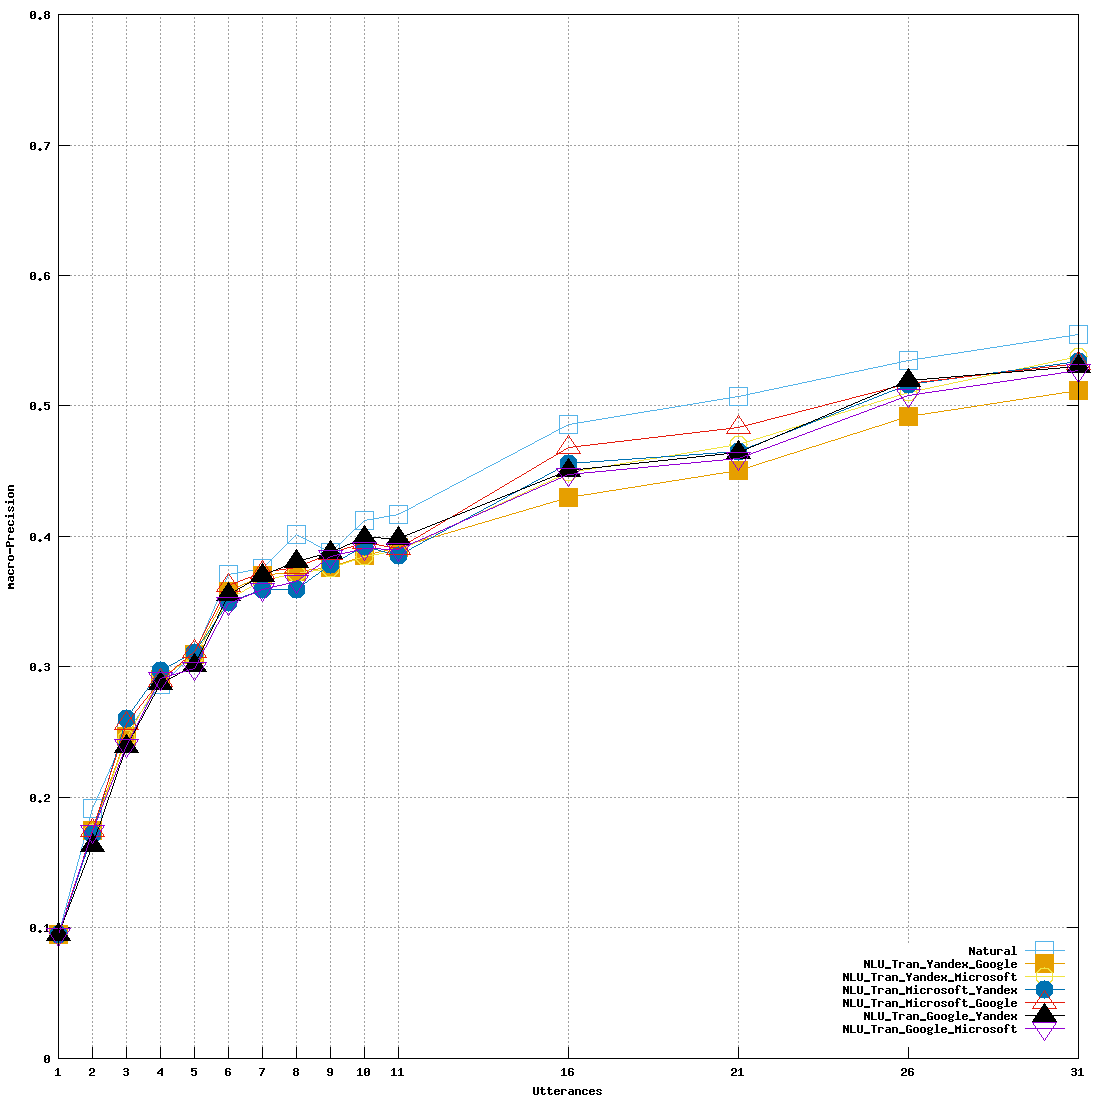 0.8
0.7
0.6
0.5
0.4
0.3
0.2
0.1
0
macro-Precision
1 2 3 4 5 6 7 8 9 10 11 16 21 26 31
Utterances
Natural
NLU_Tran_Yandex_Google
NLU_Tran_Yandex_Microsoft
NLU_Tran_Microsoft_Yandex
NLU_Tran_Microsoft_Google
NLU_Tran_Google_Yandex
NLU_Tran_Google_Microsoft